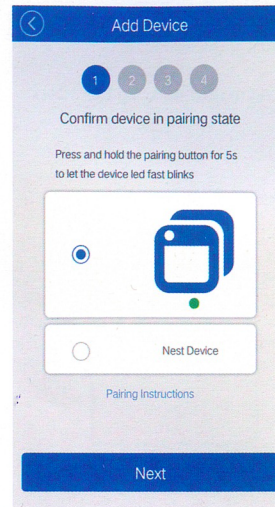 Add Device
1 2 3 4
Confirm device in pairing state
Press and hold the pairing button for 5s
to let the device led fast blinks
Nest Device
Pairing Instructions
Next